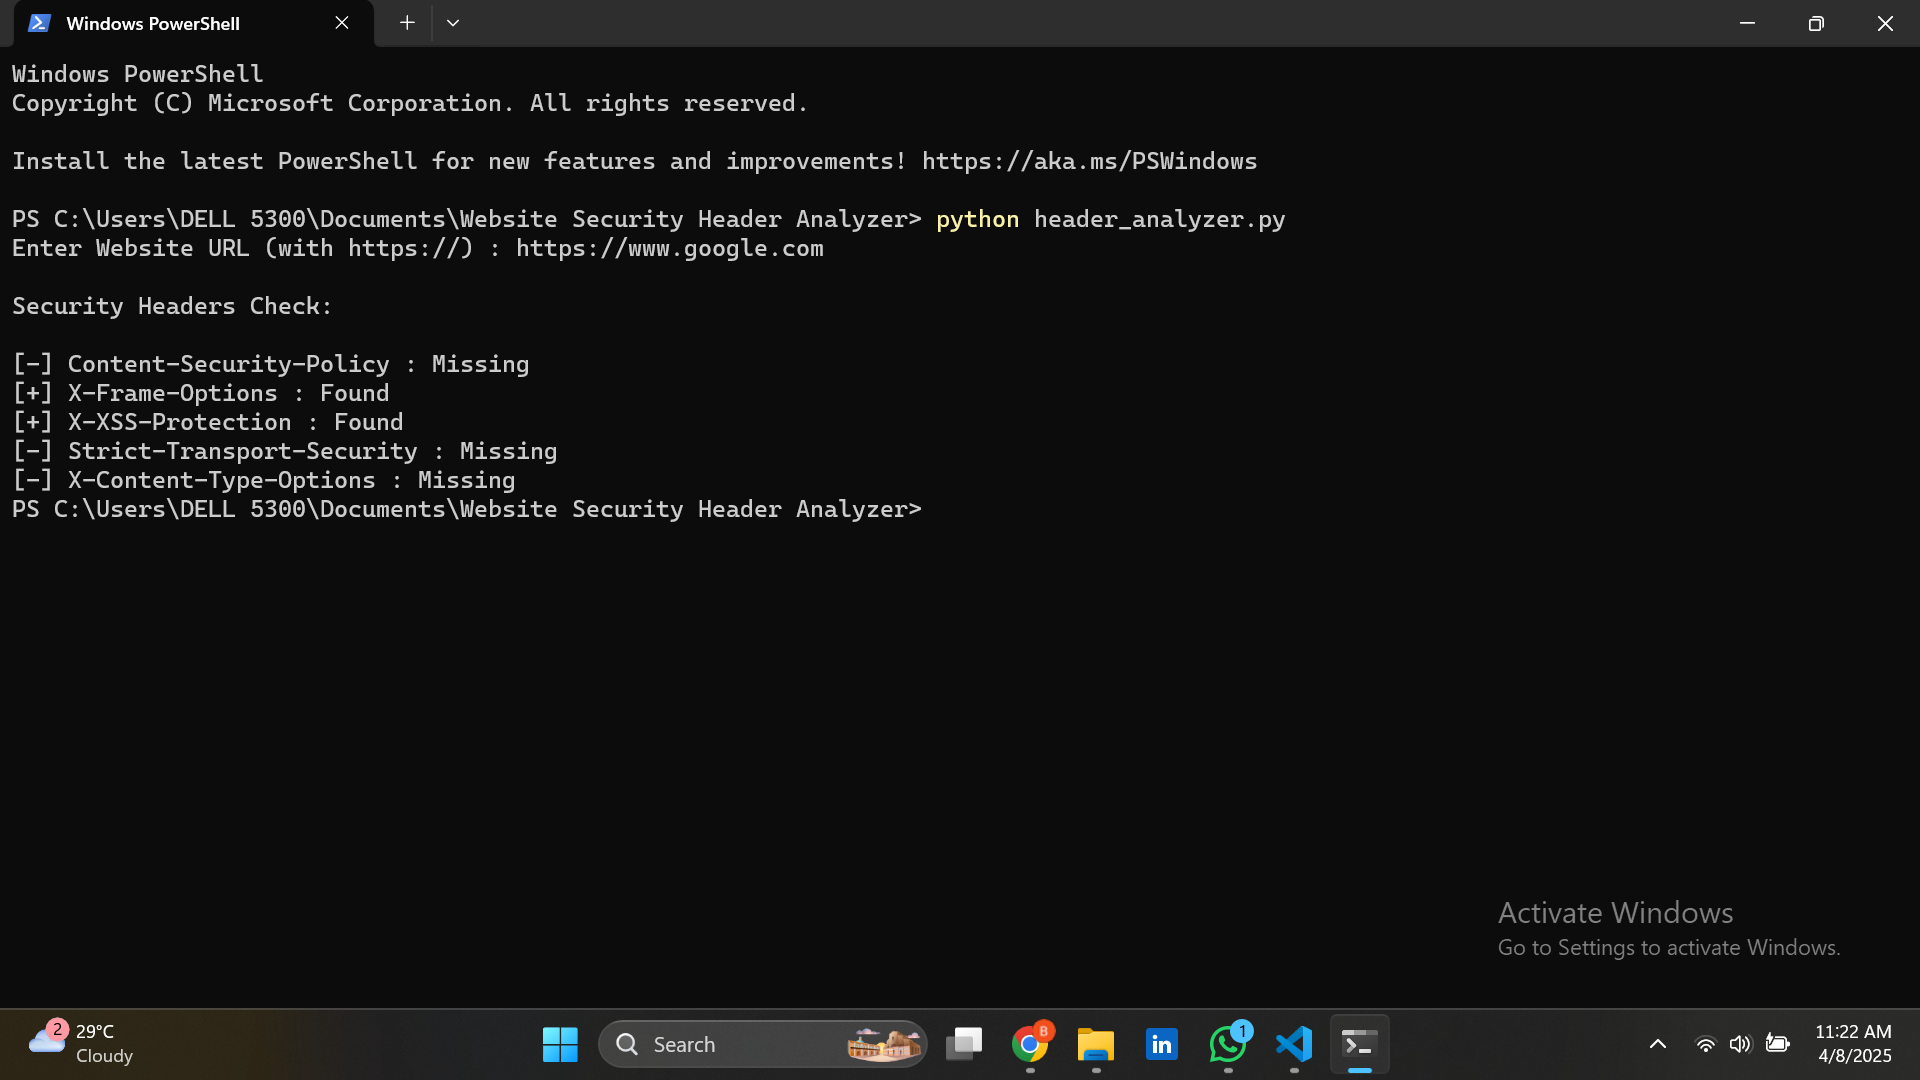 Windows PowerShell
Windows PowerShell
Copyright (C) Microsoft Corporation. All rights reserved.
Install the latest PowerShell for new features and improvements! https://aka.ms/PSWindows
PS C:\Users\DELL 5300\Documents\Website Security Header Analyzer> python header_analyzer.py
Enter Website URL (with https://) : https://www.google.com
Security Headers Check:
[-] Content-Security-Policy : Missing
[+] X-Frame-Options : Found
[+] X-XSS-Protection : Found
[-] Strict-Transport-Security : Missing
[-] X-Content-Type-Options : Missing
PS C:\Users\DELL 5300\Documents\Website Security Header Analyzer>
Activate Windows
Go to Settings to activate Windows.
2
29°C
Cloudy
Search
B
in
1
11:22 AM
4/8/2025